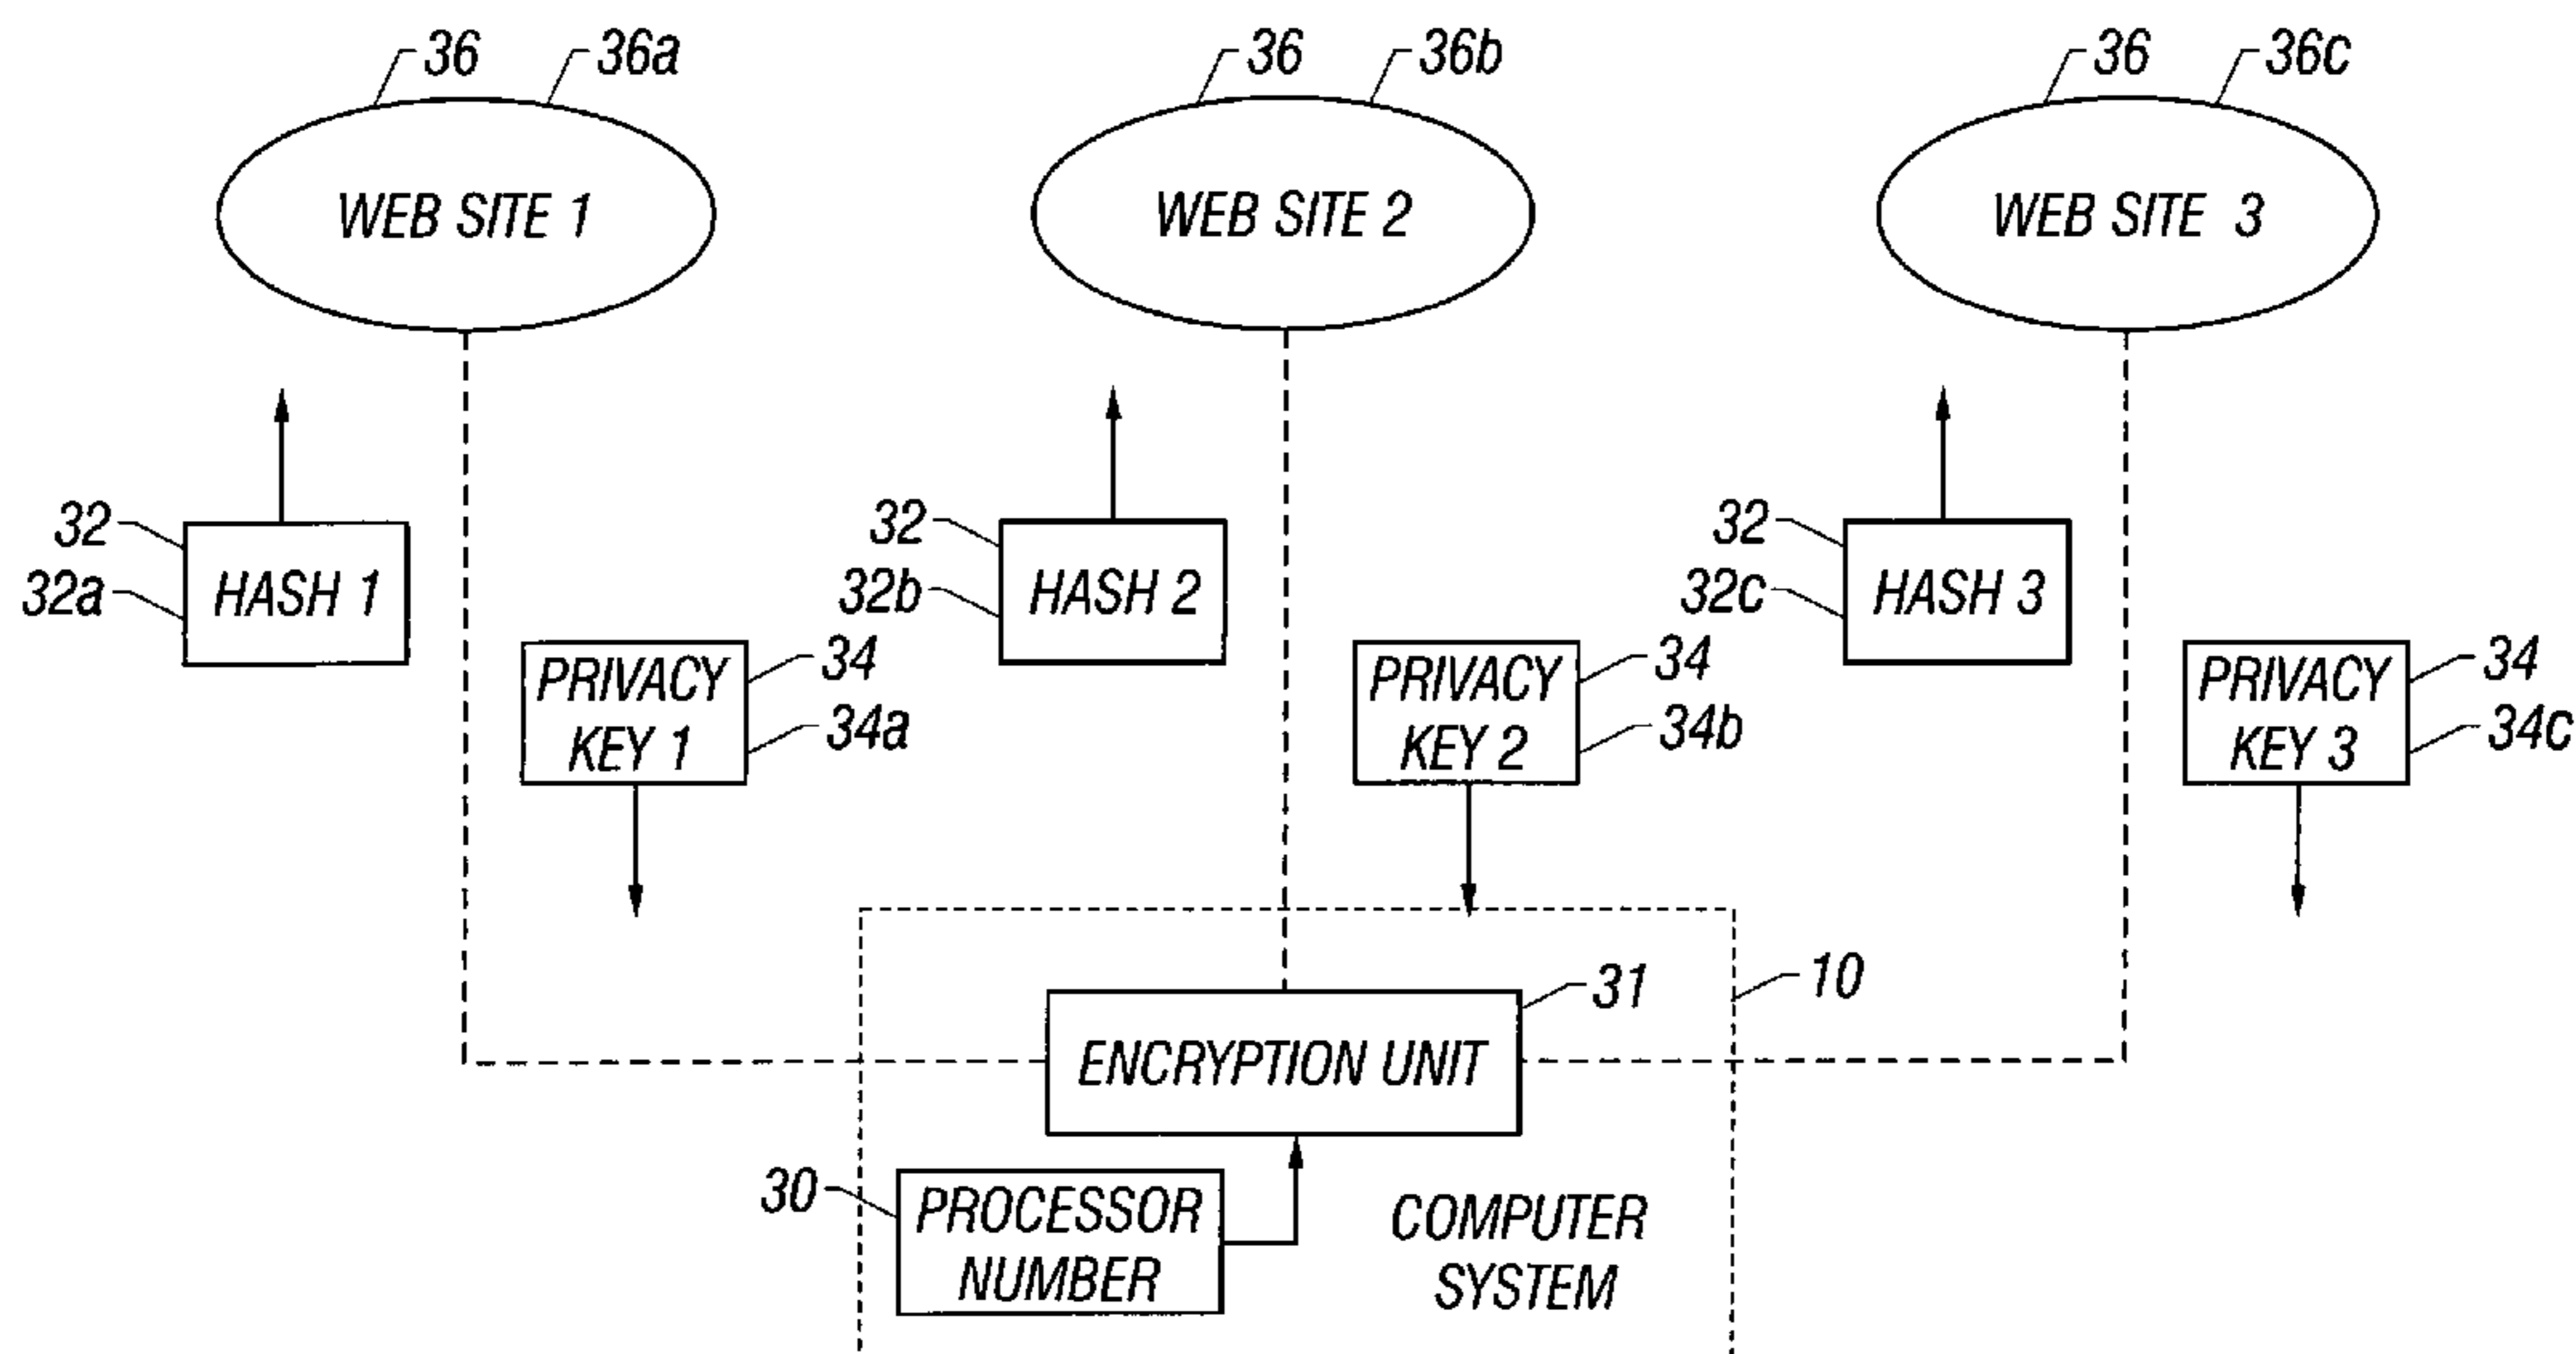 36 36a 36 36b 36 36c
WEB SITE 1 WEB SITE 2 WEB SITE 3
32 32 32
32a HASH 1 32b HASH 2 32c HASH 3
PRIVACY 34 PRIVACY 34 PRIVACY 34
KEY 1 34a KEY 2 34b KEY 3 34c
31 10
ENCRYPTION UNIT
30 PROCESSOR COMPUTER
NUMBER SYSTEM